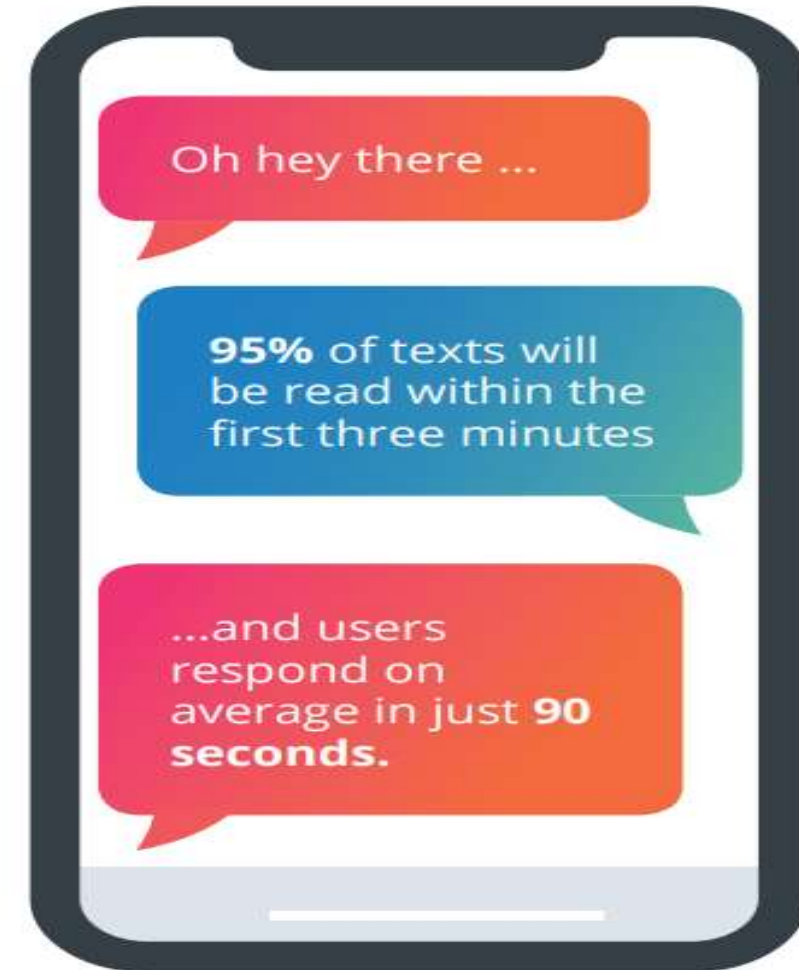 Oh hey there ...
95% of texts will
be read within the
first three minutes
...and users
respond on
average in just 90
seconds.